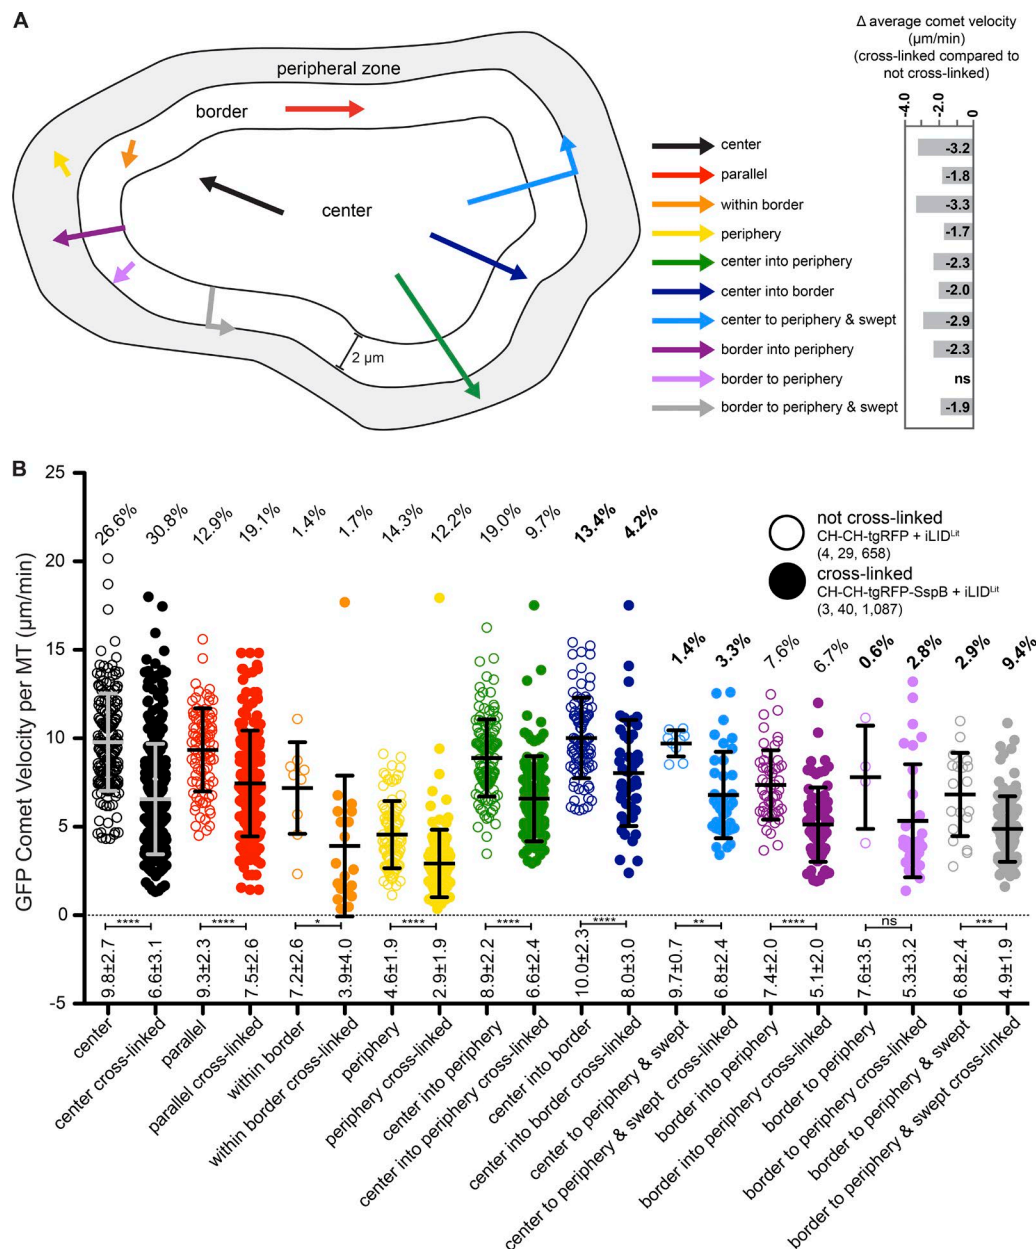 A
peripheral zone
border
center
2 µm
center
parallel
within border
periphery
center into periphery
center into border
center to periphery & swept
border into periphery
border to periphery
border to periphery & swept
Δ average comet velocity
(µm/min)
(cross-linked compared to
not cross-linked)
-4.0
-2.0
0
-3.2
-1.8
-3.3
-1.7
-2.3
-2.0
-2.9
-2.3
ns
-1.9
B
GFP Comet Velocity per MT (µm/min)
25
20
15
10
5
0
-5
26.6%
30.8%
12.9%
19.1%
1.4%
1.7%
14.3%
12.2%
19.0%
9.7%
13.4%
4.2%
1.4%
3.3%
7.6%
6.7%
0.6%
2.8%
2.9%
9.4%
not cross-linked
CH-CH-tgRFP + iLIDLit
(4, 29, 658)
cross-linked
CH-CH-tgRFP-SspB + iLIDLit
(3, 40, 1,087)
****
****
*
****
****
****
**
****
ns
***
9.8±2.7
6.6±3.1
9.3±2.3
7.5±2.6
7.2±2.6
3.9±4.0
4.6±1.9
2.9±1.9
8.9±2.2
6.6±2.4
10.0±2.3
8.0±3.0
9.7±0.7
6.8±2.4
7.4±2.0
5.1±2.0
7.6±3.5
5.3±3.2
6.8±2.4
4.9±1.9
center
center cross-linked
parallel
parallel cross-linked
within border
within border cross-linked
periphery
periphery cross-linked
center into periphery
center into periphery cross-linked
center into border
center into border cross-linked
center to periphery & swept
center to periphery & swept cross-linked
border into periphery
border into periphery cross-linked
border to periphery
border to periphery cross-linked
border to periphery & swept
border to periphery & swept cross-linked